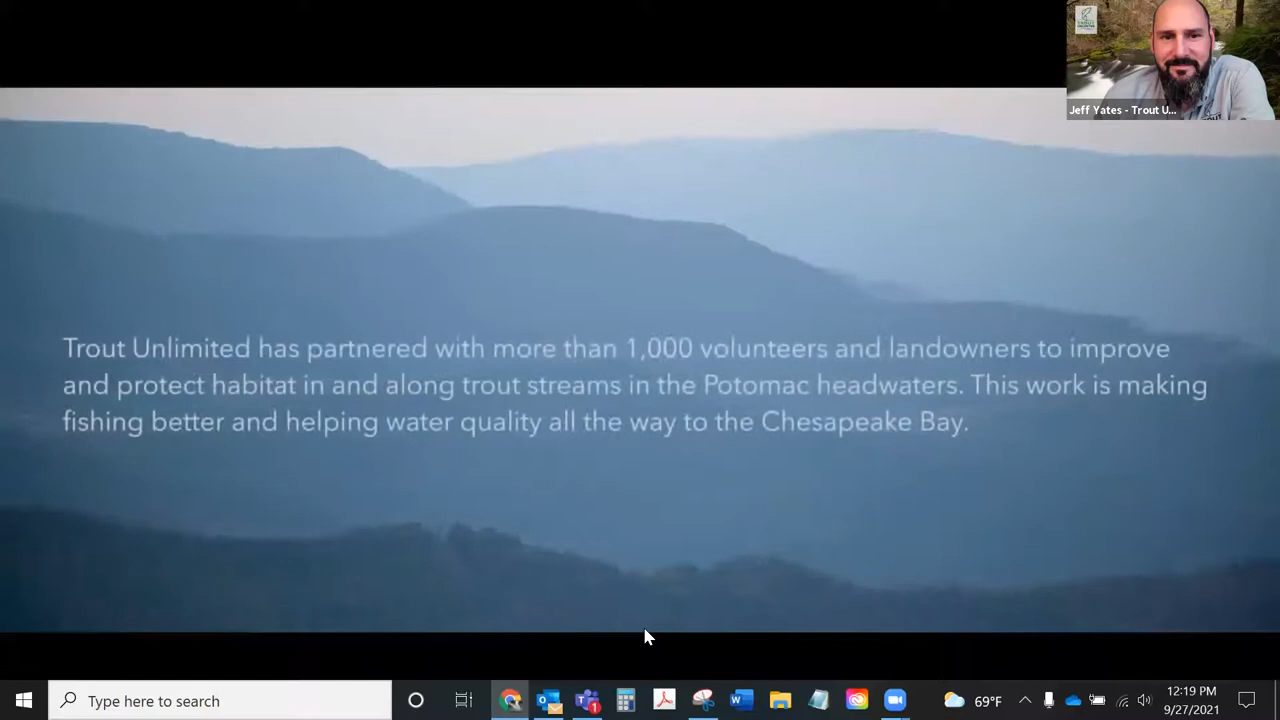 Jeff Yates - Trout U...
Trout Unlimited has partnered with more than 1,000 volunteers and landowners to improve
and protect habitat in and along trout streams in the Potomac headwaters. This work is making
fishing better and helping water quality all the way to the Chesapeake Bay.
Type here to search
69°F
12:19 PM
9/27/2021